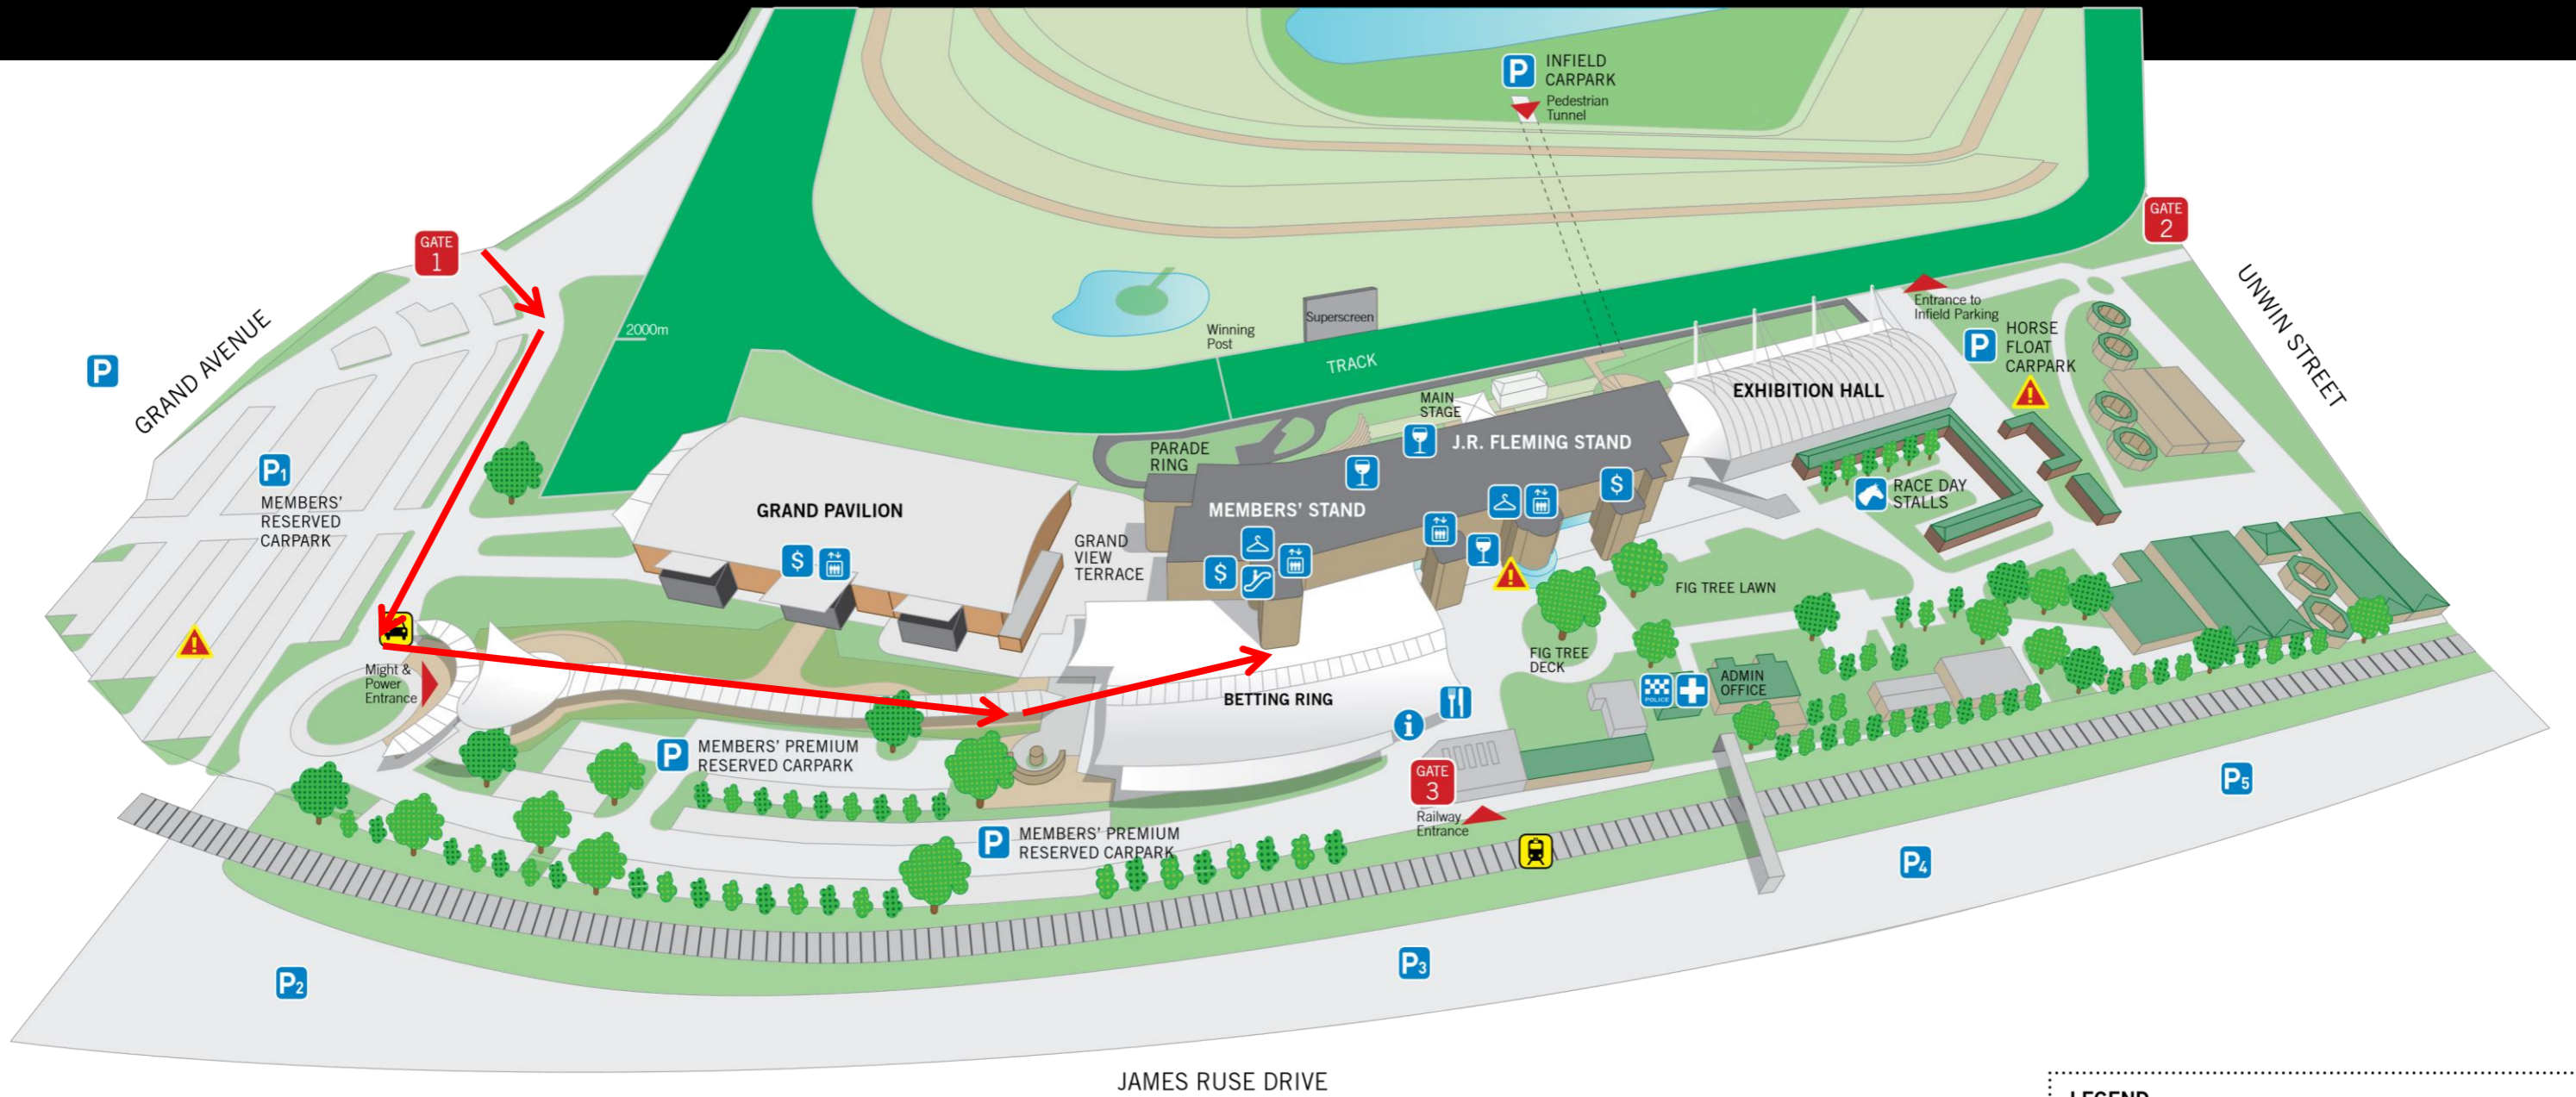 INFIELD
CARPARK
Pedestrian
Tunnel
GATE
1
GATE
2
GRAND AVENUE
UNWIN STREET
2000m
Winning
Post
Superscreen
TRACK
Entrance to
Infield Parking
P
HORSE
FLOAT
CARPARK
P
P
MAIN
STAGE
EXHIBITION HALL
J.R. FLEMING STAND
PARADE
RING
P1
MEMBERS'
RESERVED
CARPARK
GRAND PAVILION
MEMBERS' STAND
$
RACE DAY
STALLS
GRAND
VIEW
TERRACE
$
$
FIG TREE LAWN
FIG TREE
DECK
Might &
Power
Entrance
BETTING RING
ADMIN
OFFICE
POLICE
i
P
MEMBERS' PREMIUM
RESERVED CARPARK
GATE
3
Railway
Entrance
P
MEMBERS' PREMIUM
RESERVED CARPARK
P5
P4
P3
P2
JAMES RUSE DRIVE
LEGEND